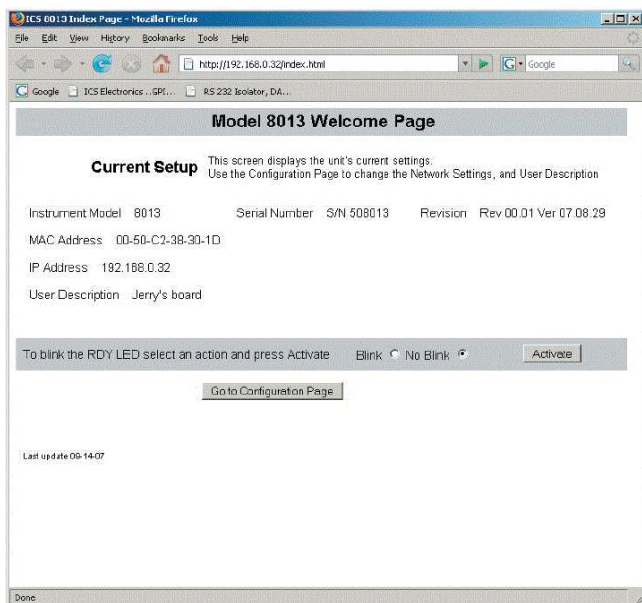 ICS 8013 Index Page - Mozilla Firefox
File Edit View History Bookmarks Tools Help
http://192.168.0.32/index.html
G Google
Google ICS Electronics ..GPI... RS 232 Isolator, DA...
Model 8013 Welcome Page
Current Setup
This screen displays the unit's current settings.
Use the Configuration Page to change the Network Settings, and User Description
Instrument Model 8013 Serial Number S/N 508013 Revision Rev 00.01 Ver 07.08.29
MAC Address 00-50-C2-38-30-1D
IP Address 192.168.0.32
User Description Jerry's board
To blink the RDY LED select an action and press Activate Blink No Blink Activate
Go to Configuration Page
Last update 09-14-07
Done